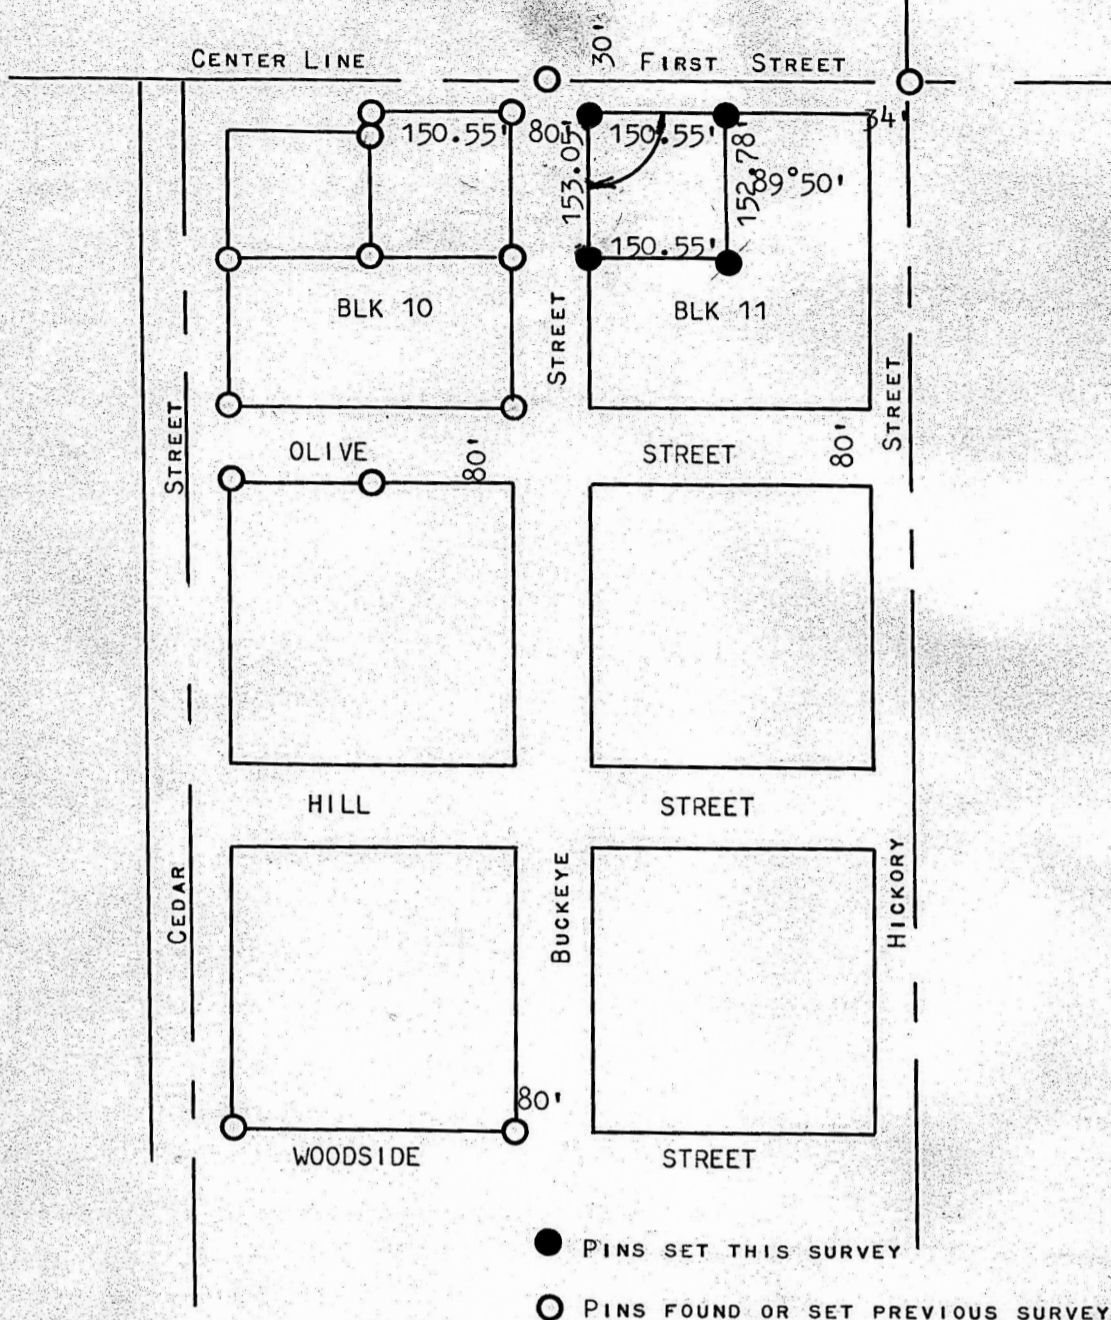 CENTER LINE
30'
FIRST STREET
150.55'
80'
150.55'
34'
153.05'
152.78'
89°50'
150.55'
BLK 10
BLK 11
STREET
STREET
STREET
OLIVE
80'
STREET
80'
HILL
STREET
CEDAR
BUCKEYE
HICKORY
80'
WOODSIDE
STREET
PINS SET THIS SURVEY
PINS FOUND OR SET PREVIOUS SURVEY